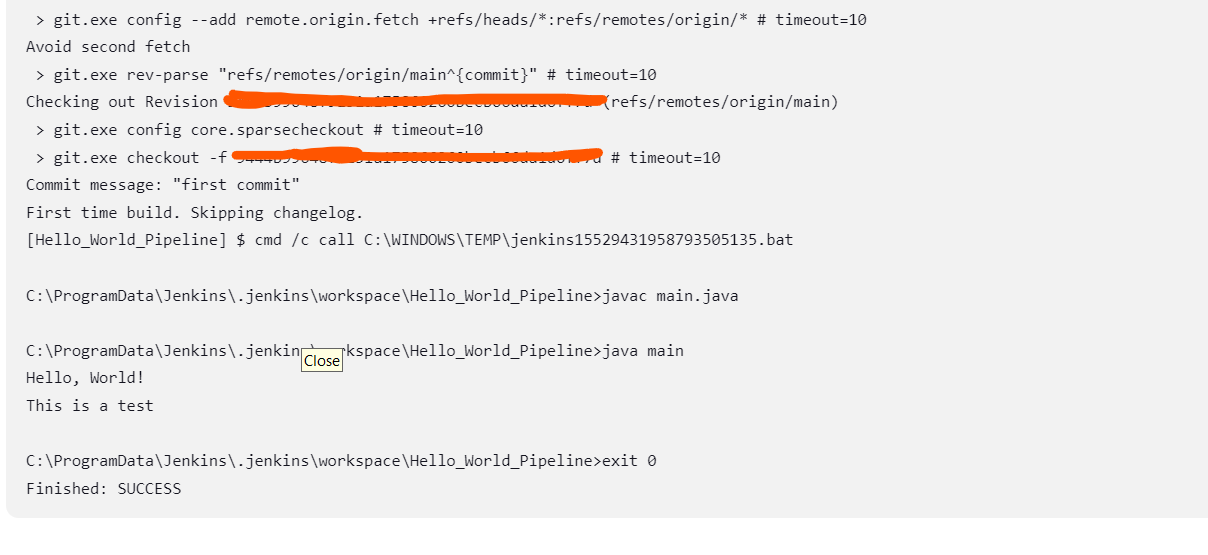 > git.exe config --add remote.origin.fetch +refs/heads/*:refs/remotes/origin/* # timeout=10
Avoid second fetch
> git.exe rev-parse "refs/remotes/origin/main^{commit}" # timeout=10
Checking out Revision (refs/remotes/origin/main)
> git.exe config core.sparsecheckout # timeout=10
> git.exe checkout -f # timeout=10
Commit message: "first commit"
First time build. Skipping changelog.
[Hello_World_Pipeline] $ cmd /c call C:\WINDOWS\TEMP\jenkins15529431958793505135.bat
C:\ProgramData\Jenkins\.jenkins\workspace\Hello_World_Pipeline>javac main.java
C:\ProgramData\Jenkins\.jenkin rkspace\Hello_World_Pipeline>java main
Close
Hello, World!
This is a test
C:\ProgramData\Jenkins\.jenkins\workspace\Hello_World_Pipeline>exit 0
Finished: SUCCESS